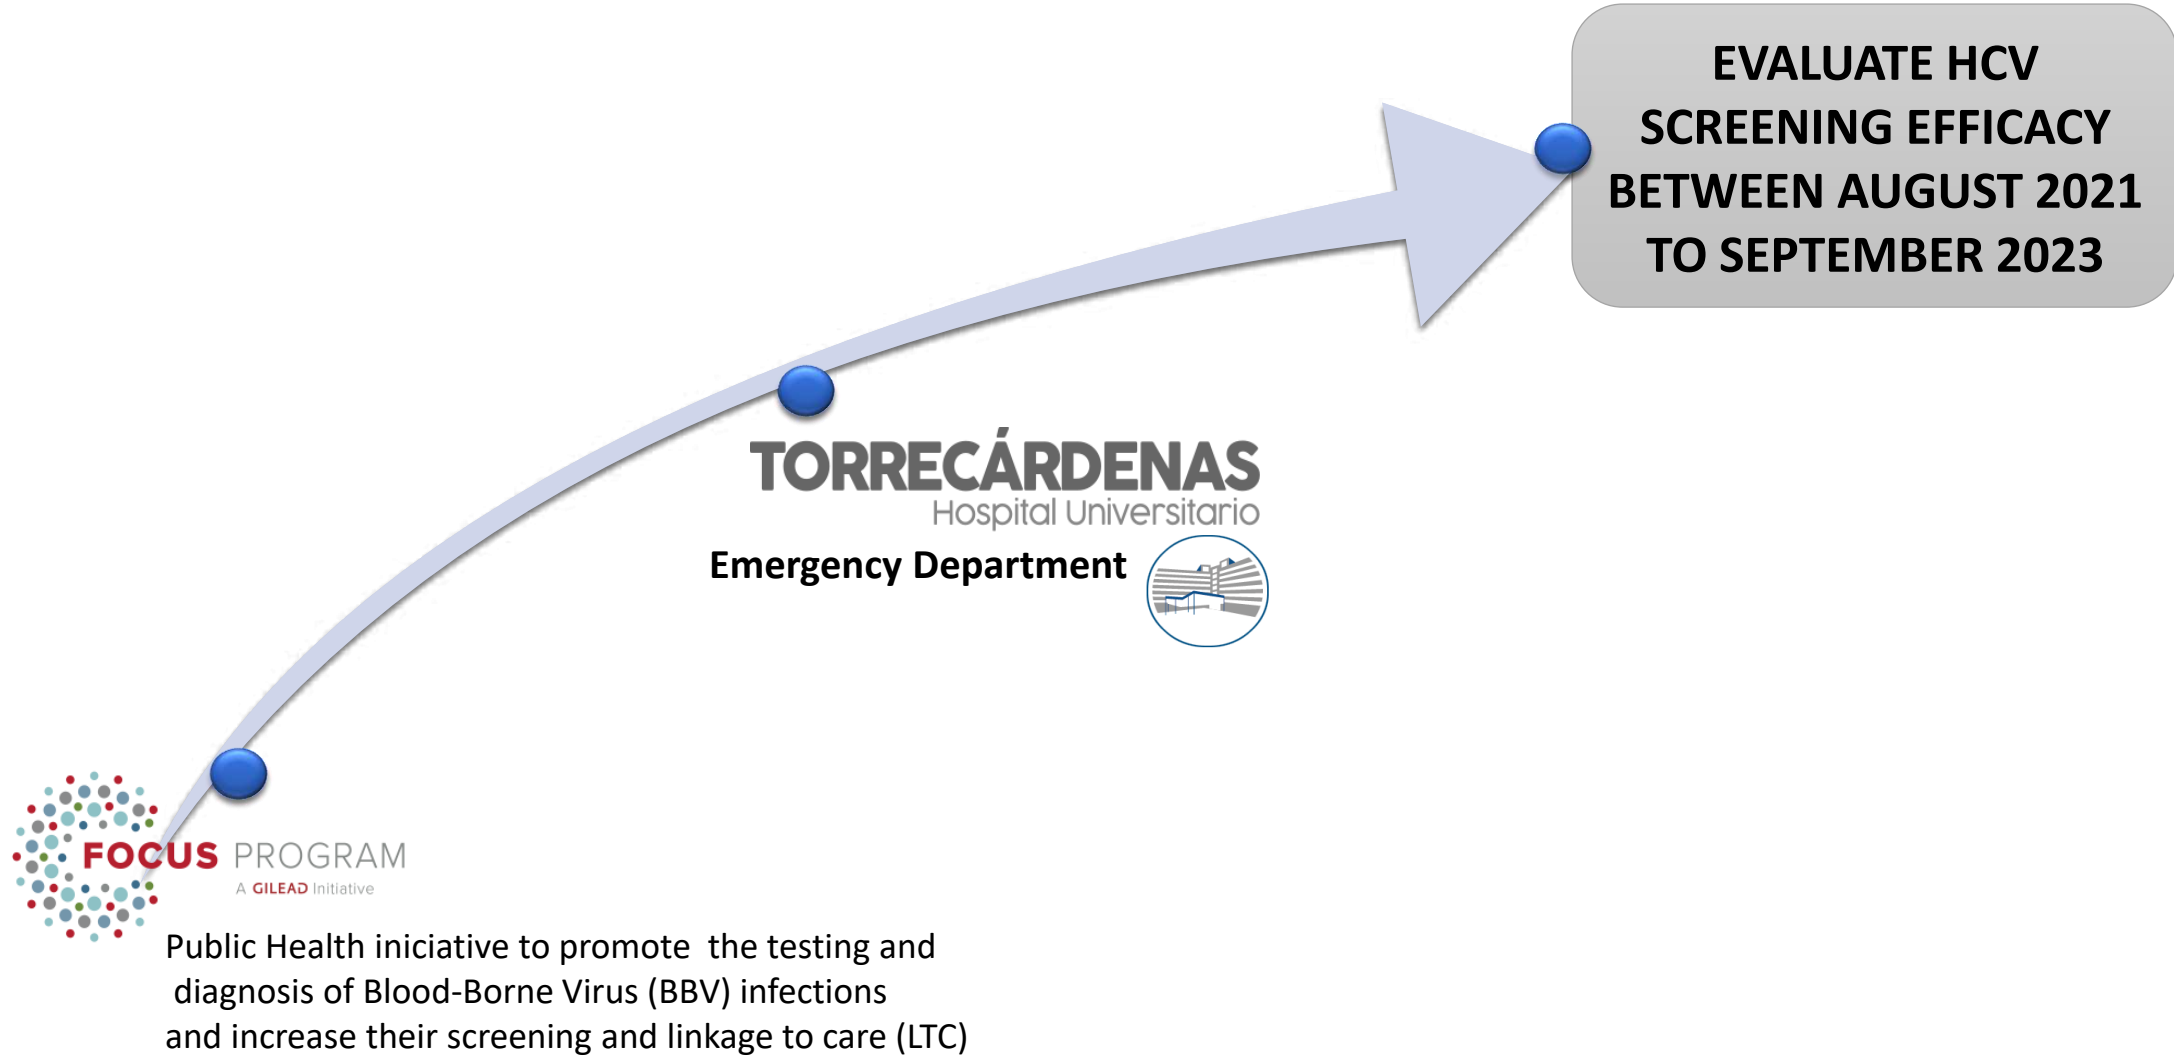 EVALUATE HCV
SCREENING EFFICACY
BETWEEN AUGUST 2021
TO SEPTEMBER 2023
TORRECÁRDENAS
Hospital Universitario
Emergency Department
FOCUS PROGRAM
A GILEAD Initiative
Public Health iniciative to promote the testing and
diagnosis of Blood-Borne Virus (BBV) infections
and increase their screening and linkage to care (LTC)